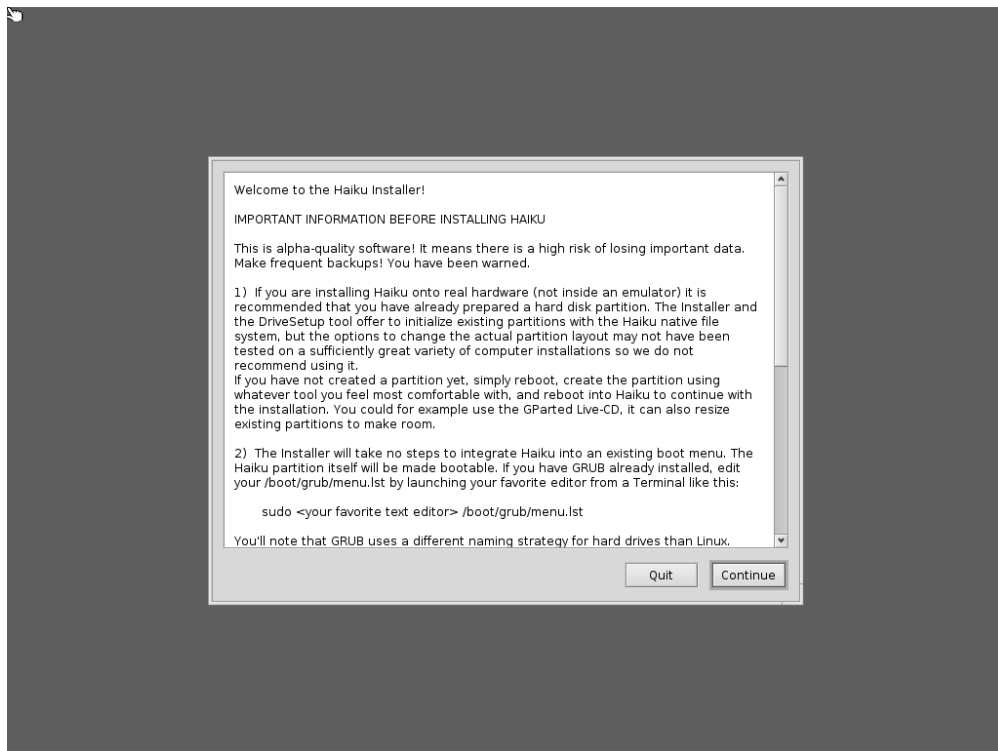 Welcome to the Haiku Installer!
IMPORTANT INFORMATION BEFORE INSTALLING HAIKU
This is alpha-quality software! It means there is a high risk of losing important data.
Make frequent backups! You have been warned.
1)  If you are installing Haiku onto real hardware (not inside an emulator) it is
recommended that you have already prepared a hard disk partition. The Installer and
the DriveSetup tool offer to initialize existing partitions with the Haiku native file
system, but the options to change the actual partition layout may not have been
tested on a sufficiently great variety of computer installations so we do not
recommend using it.
If you have not created a partition yet, simply reboot, create the partition using
whatever tool you feel most comfortable with, and reboot into Haiku to continue with
the installation. You could for example use the GParted Live-CD, it can also resize
existing partitions to make room.
2)  The Installer will take no steps to integrate Haiku into an existing boot menu. The
Haiku partition itself will be made bootable. If you have GRUB already installed, edit
your /boot/grub/menu.lst by launching your favorite editor from a Terminal like this:
sudo <your favorite text editor> /boot/grub/menu.lst
You'll note that GRUB uses a different naming strategy for hard drives than Linux.
Quit
Continue